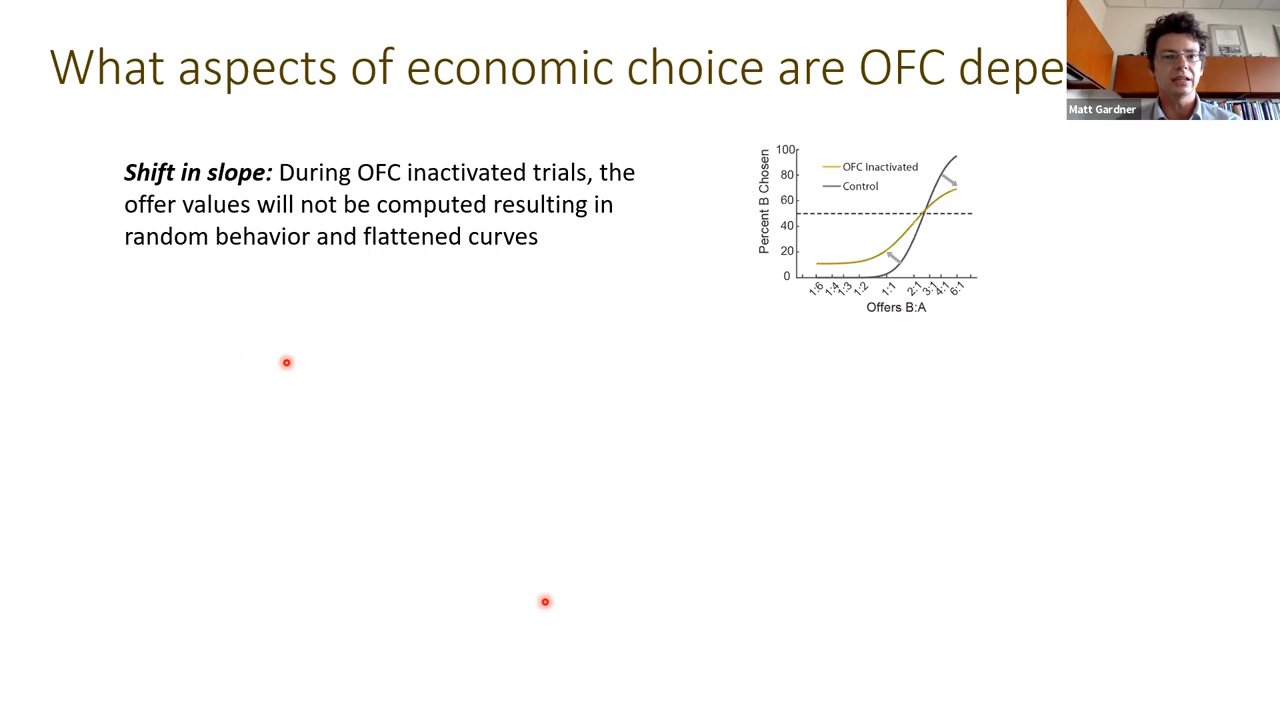 What aspects of economic choice are OFC depe
Matt Gardner
Shift in slope: During OFC inactivated trials, the
offer values will not be computed resulting in
random behavior and flattened curves
Percent B Chosen
100
80
60
40
20
0
OFC Inactivated
Control
1:6 1:4 1:3 1:2 1:1 2:1 3:1 4:1 6:1
Offers B:A